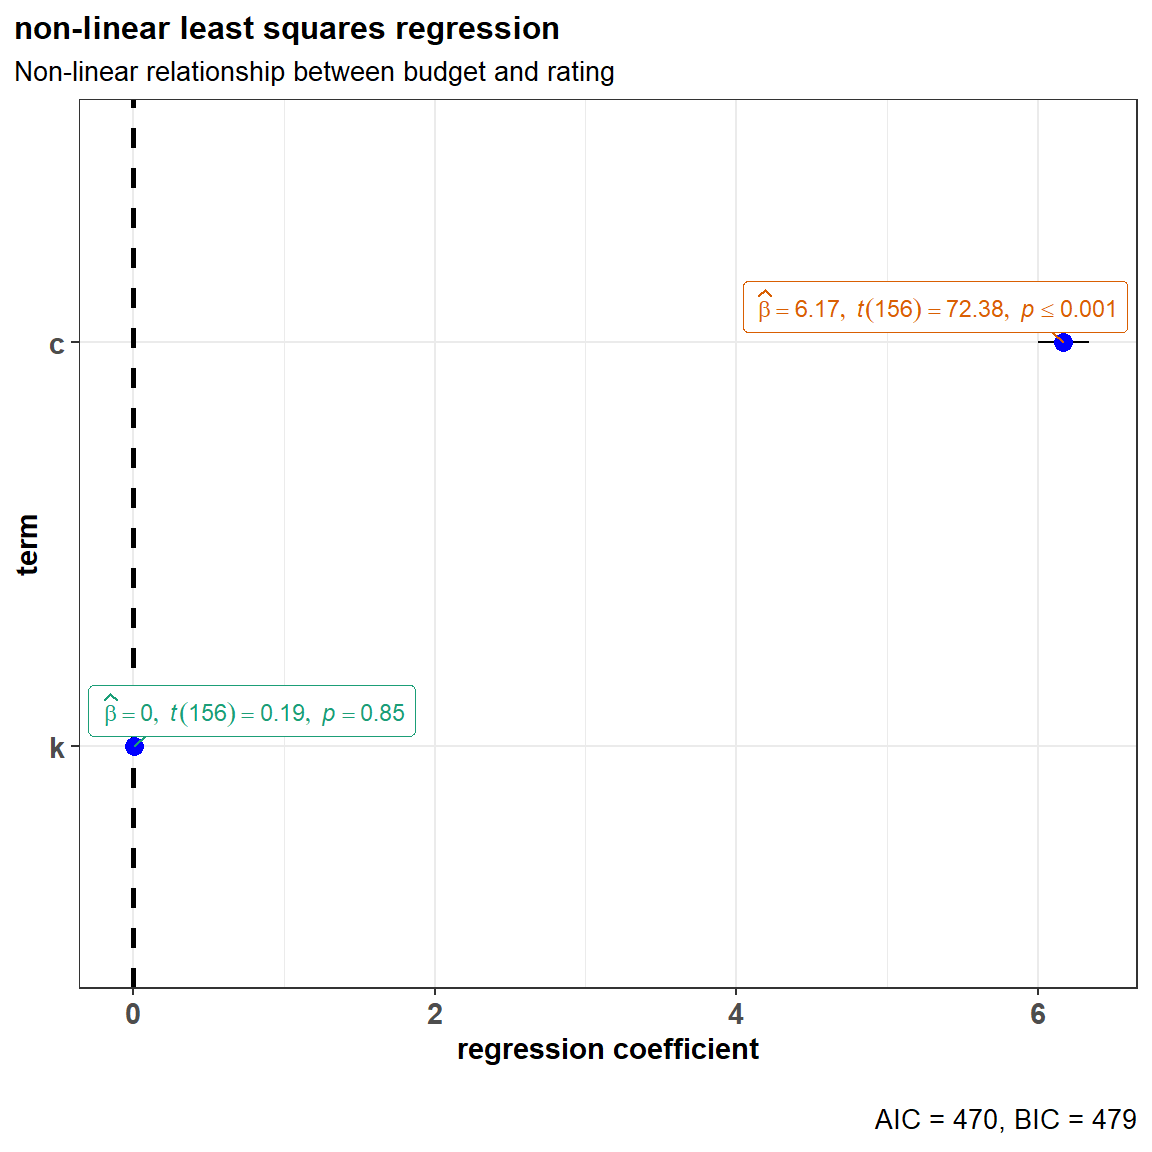 non-linear least squares regression
Non-linear relationship between budget and rating
β̂ = 6.17, t(156) = 72.38, p ≤ 0.001
c
term
β̂ = 0, t(156) = 0.19, p = 0.85
k
0 2 4 6
regression coefficient
AIC = 470, BIC = 479